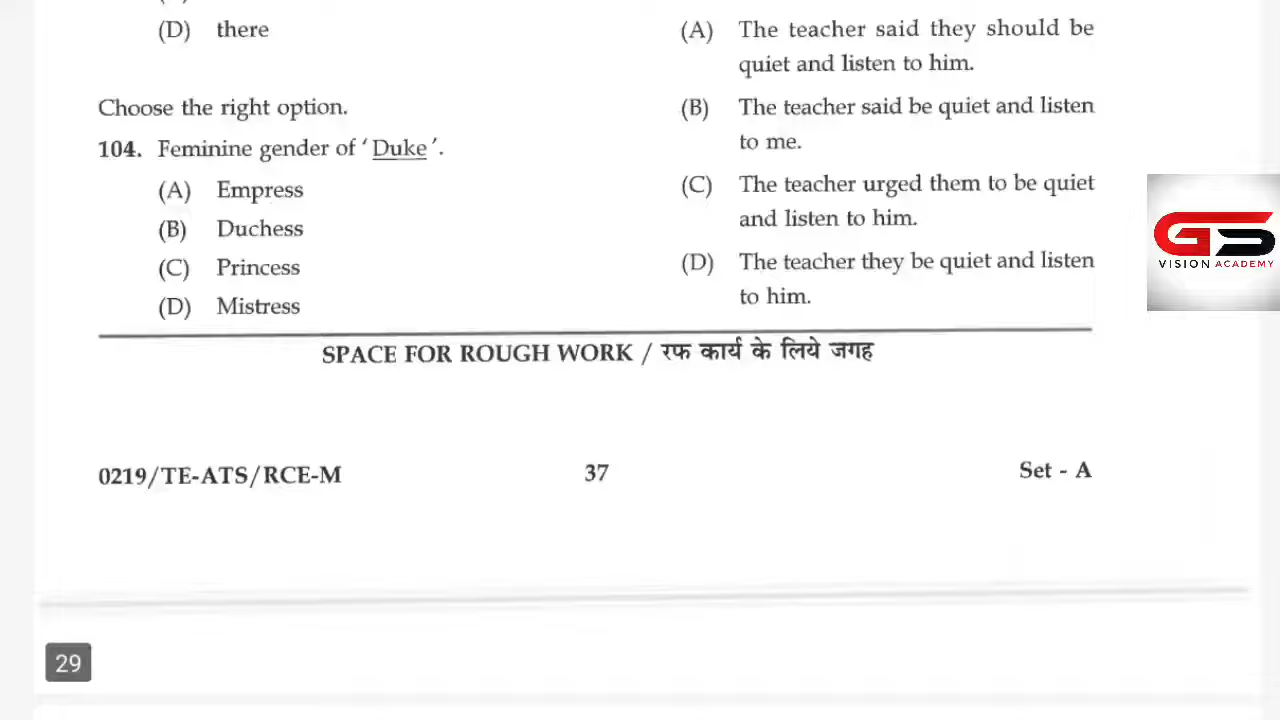 (D) there
Choose the right option.
104. Feminine gender of 'Duke'.
(A) Empress
(B) Duchess
(C) Princess
(D) Mistress
(A) The teacher said they should be
quiet and listen to him.
(B) The teacher said be quiet and listen
to me.
(C) The teacher urged them to be quiet
and listen to him.
(D) The teacher they be quiet and listen
to him.
SPACE FOR ROUGH WORK / रफ कार्य के लिये जगह
0219/TE-ATS/RCE-M 37 Set - A
GS
VISION ACADEMY
29